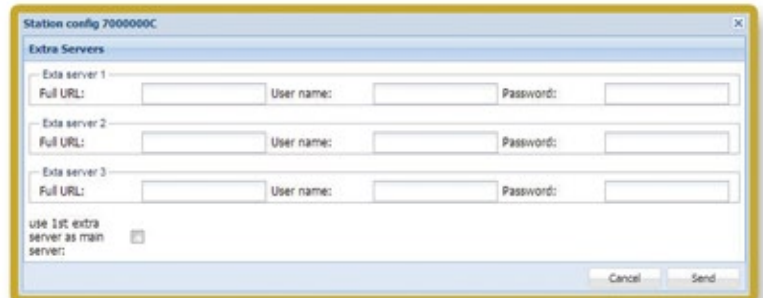 Station config 7000000C
Extra Servers
Exta server 1
Full URL: User name: Password:
Exta server 2
Full URL: User name: Password:
Exta server 3
Full URL: User name: Password:
use 1st extra
server as main
server:
Cancel Send